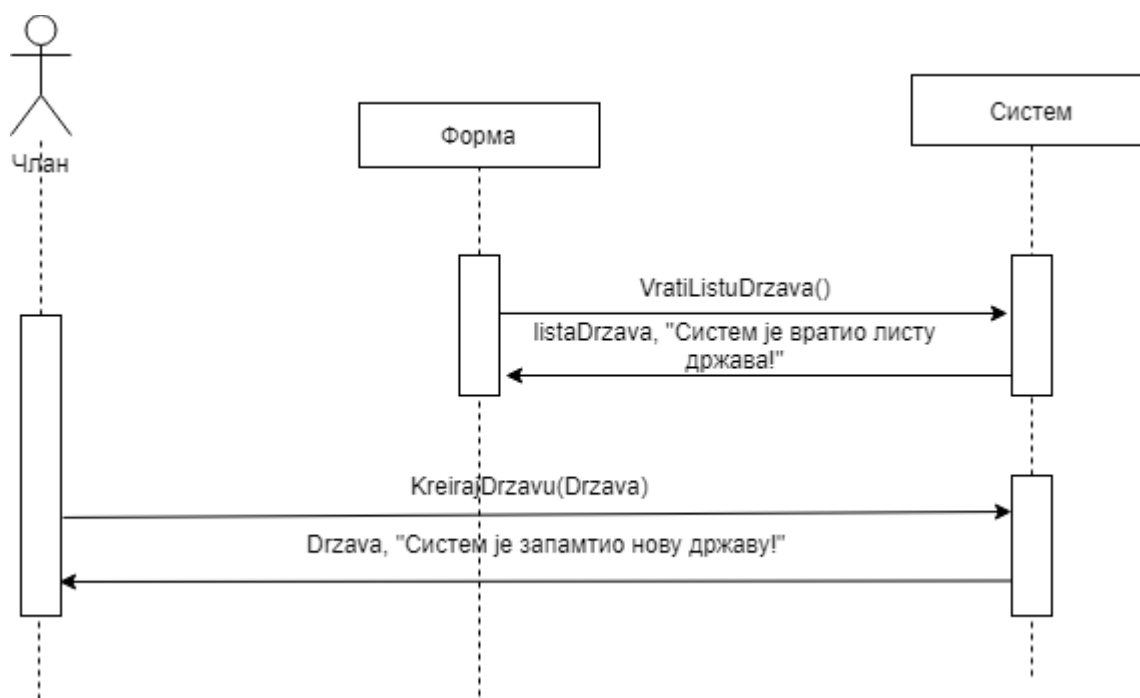 Члан
Форма
Систем
VratiListuDrzava()
listaDrzava, "Систем је вратио листу
држава!"
KreirajDrzavu(Drzava)
Drzava, "Систем је запамтио нову државу!"